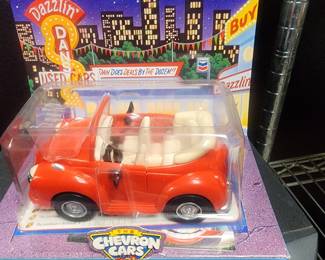 Dazzlin'
DAN'S
USED CARS
"DAN DOES DEALS BY THE DOZEN!"
BUY
Dazzlin'
THE
CHEVRON
CARS